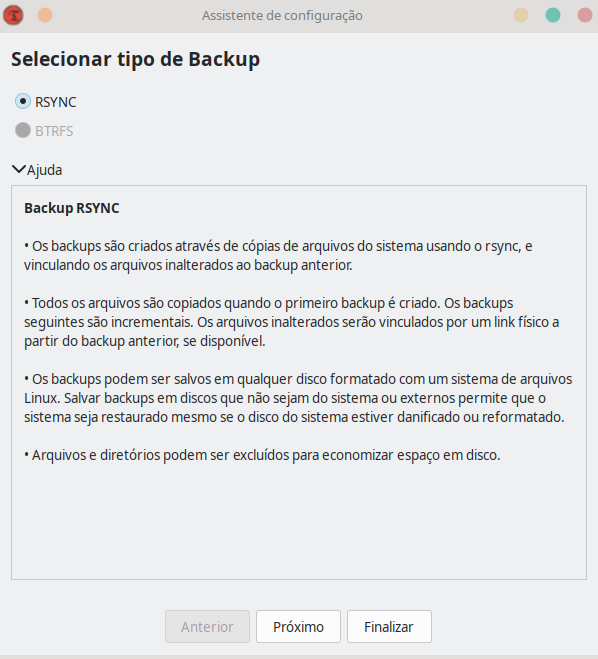 Assistente de configuração
Selecionar tipo de Backup
RSYNC
BTRFS
Ajuda
Backup RSYNC
• Os backups são criados através de cópias de arquivos do sistema usando o rsync, e
vinculando os arquivos inalterados ao backup anterior.
• Todos os arquivos são copiados quando o primeiro backup é criado. Os backups
seguintes são incrementais. Os arquivos inalterados serão vinculados por um link físico a
partir do backup anterior, se disponível.
• Os backups podem ser salvos em qualquer disco formatado com um sistema de arquivos
Linux. Salvar backups em discos que não sejam do sistema ou externos permite que o
sistema seja restaurado mesmo se o disco do sistema estiver danificado ou reformatado.
• Arquivos e diretórios podem ser excluídos para economizar espaço em disco.
Anterior
Próximo
Finalizar